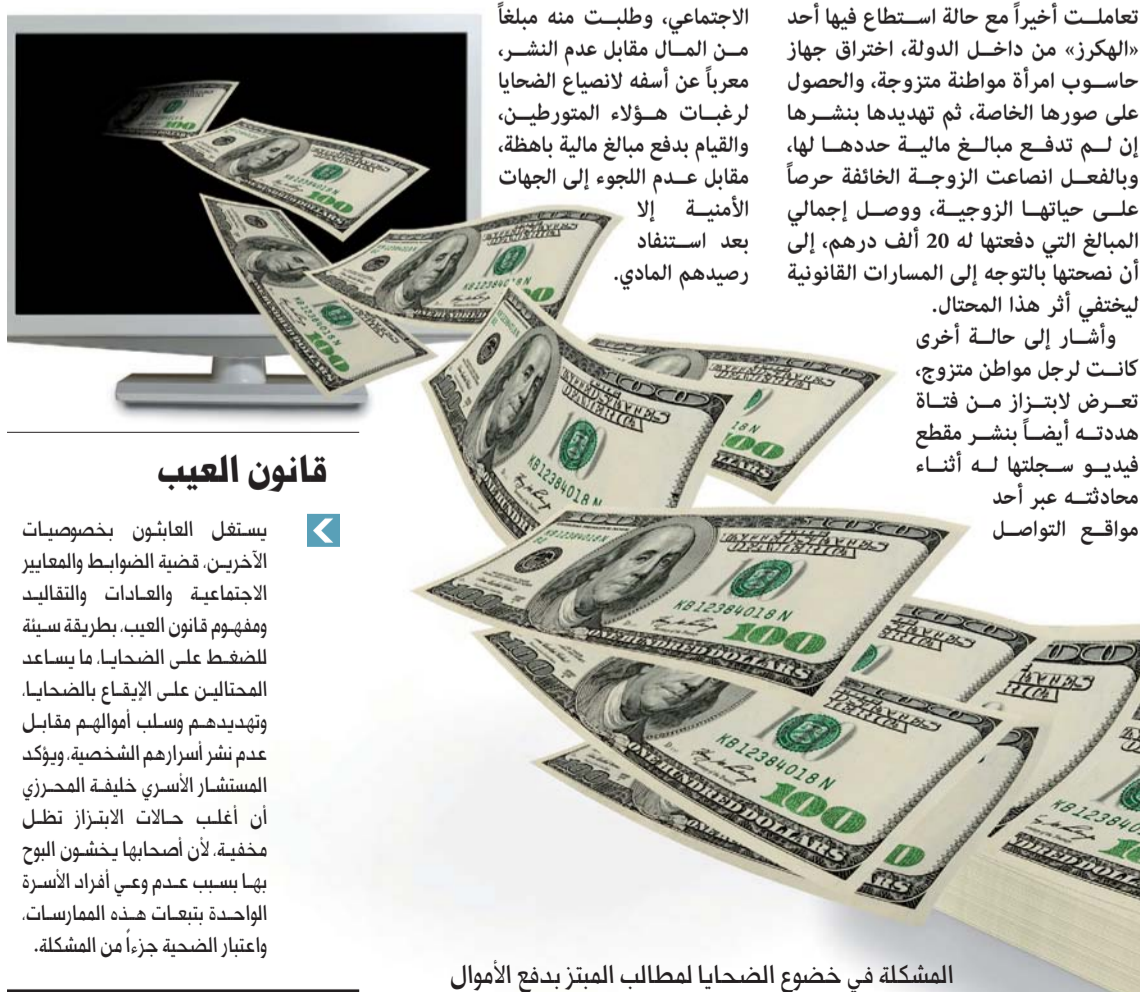 تعاملت أخيراً مع حالة استطاع فيها أحد
«الهكرز» من داخل الدولة، اختراق جهاز
حاسوب امرأة مواطنة متزوجة، والحصول
على صورها الخاصة، ثم تهديدها بنشرها
إن لم تدفع مبالغ مالية حددها لها،
وبالفعل انصاعت الزوجة الخائفة حرصاً
على حياتها الزوجية، ووصل إجمالي
المبالغ التي دفعتها له 20 ألف درهم، إلى
أن نصحتها بالتوجه إلى المسارات القانونية
ليختفي أثر هذا المحتال.
وأشار إلى حالة أخرى
كانت لرجل مواطن متزوج،
تعرض لابتزاز من فتاة
هددته أيضاً بنشر مقطع
فيديو سجلتها له أثناء
محادثته عبر أحد
مواقع التواصل
الاجتماعي، وطلبت منه مبلغاً
من المال مقابل عدم النشر،
معرباً عن أسفه لانصياع الضحايا
لرغبات هؤلاء المتورطين،
والقيام بدفع مبالغ مالية باهظة،
مقابل عدم اللجوء إلى الجهات
الأمنية إلا
بعد استنفاد
رصيدهم المادي.
قانون العيب
يستغل العابثون بخصوصيات
الآخرين، قضية الضوابط والمعايير
الاجتماعية والعادات والتقاليد
ومفهوم قانون العيب، بطريقة سيئة
للضغط على الضحايا، ما يساعد
المحتالين على الإيقاع بالضحايا،
وتهديدهم وسلب أموالهم مقابل
عدم نشر أسرارهم الشخصية، ويؤكد
المستشار الأسري خليفة المحرزي
أن أغلب حالات الابتزاز تظل
مخفية، لأن أصحابها يخشون البوح
بها بسبب عدم وعي أفراد الأسرة
الواحدة بتبعات هذه الممارسات،
واعتبار الضحية جزءاً من المشكلة.
المشكلة في خضوع الضحايا لمطالب المبتز بدفع الأموال
KB12384018N
100
ONE HUNDRED DOLLARS